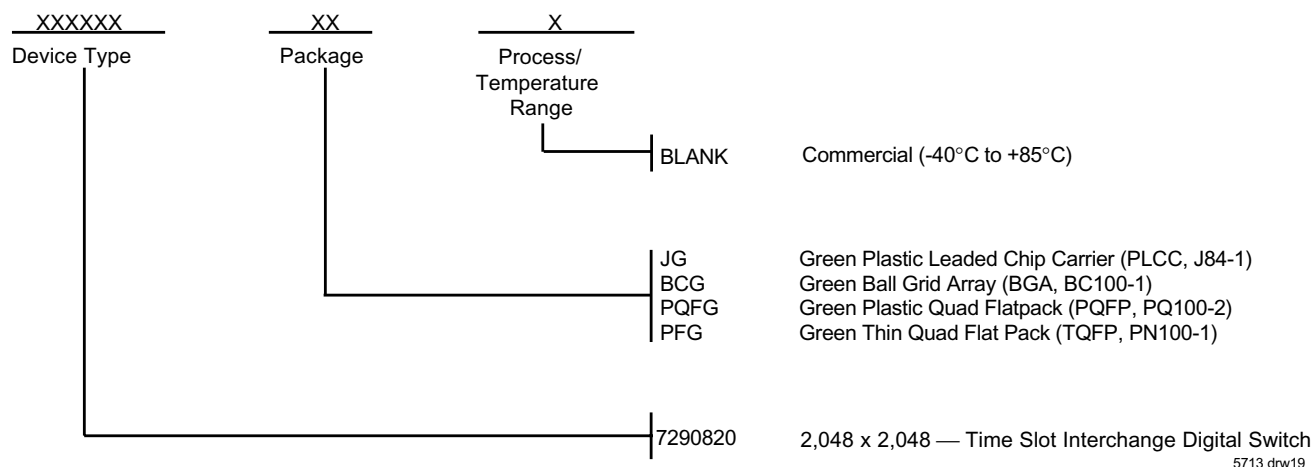 XXXXXX XX X
Device Type Package Process/
Temperature
Range
BLANK Commercial (-40°C to +85°C)
JG Green Plastic Leaded Chip Carrier (PLCC, J84-1)
BCG Green Ball Grid Array (BGA, BC100-1)
PQFG Green Plastic Quad Flatpack (PQFP, PQ100-2)
PFG Green Thin Quad Flat Pack (TQFP, PN100-1)
7290820 2,048 x 2,048 — Time Slot Interchange Digital Switch
5713 drw19